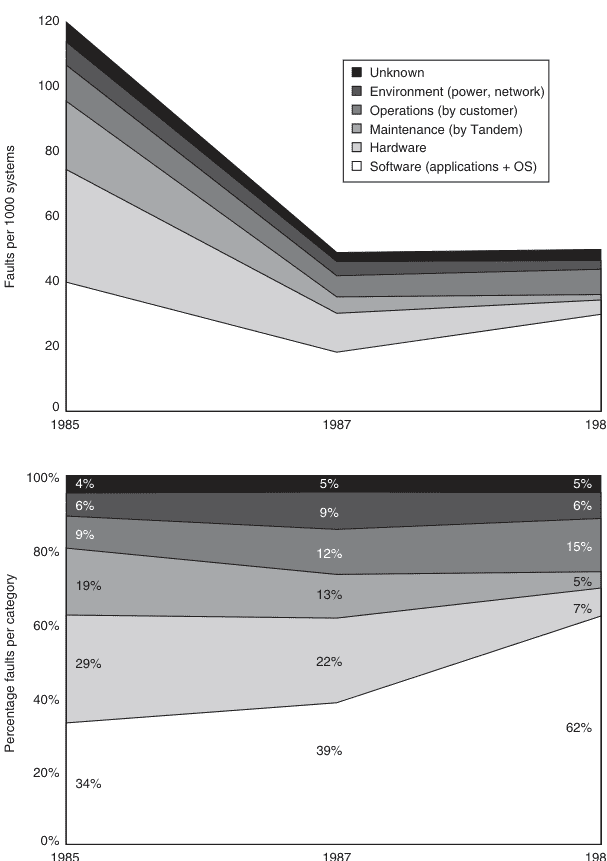 120
100
80
60
40
20
0
Faults per 1000 systems
Unknown
Environment (power, network)
Operations (by customer)
Maintenance (by Tandem)
Hardware
Software (applications + OS)
1985 1987 198
100%
80%
60%
40%
20%
0%
Percentage faults per category
4% 5% 5%
6% 9% 6%
9% 12% 15%
19% 13% 5%
29% 22% 7%
34% 39% 62%
1985 1987 198